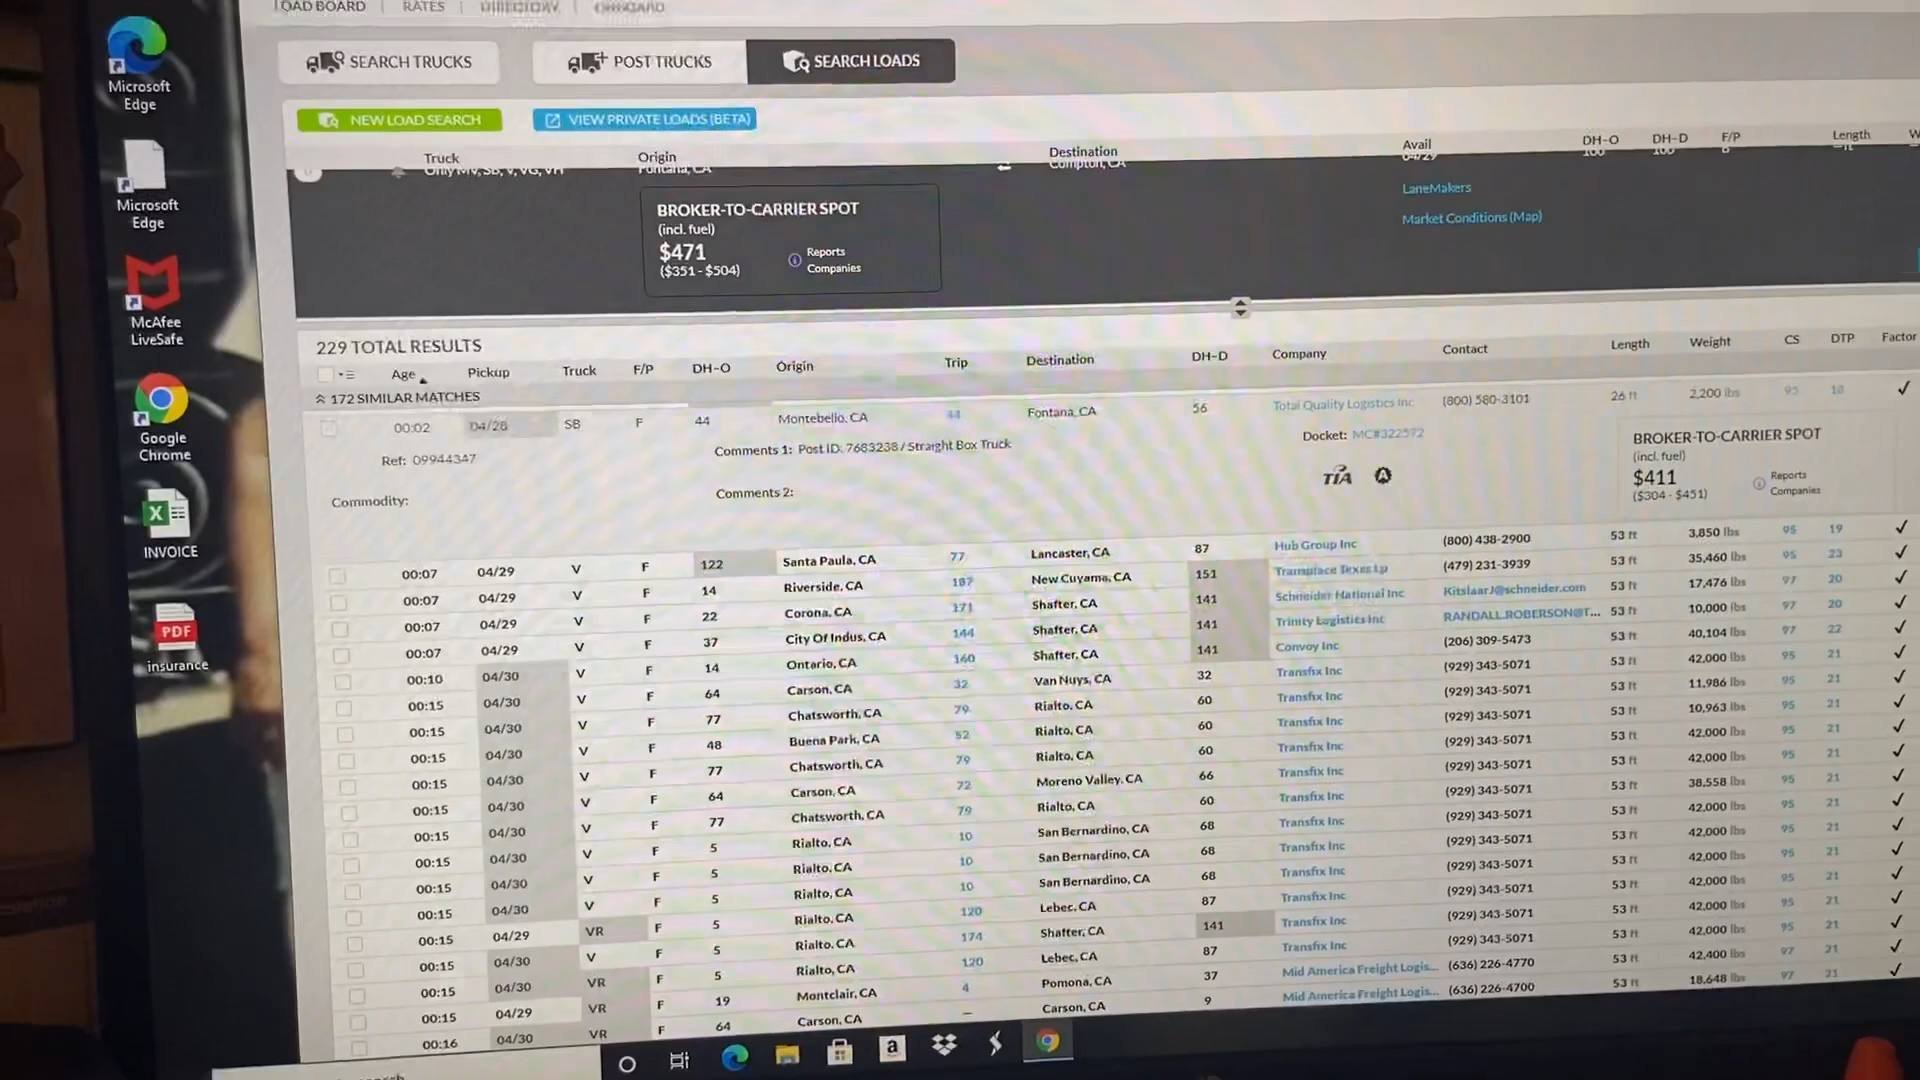 LOAD BOARD RATES DIRECTORY ONBOARD
SEARCH TRUCKS POST TRUCKS SEARCH LOADS
NEW LOAD SEARCH VIEW PRIVATE LOADS (BETA)
Truck Origin Destination Avail DH-O DH-D F/P Length W
Only MV, SB, V, VG, VH Fontana, CA Compton, CA 04/29 100 100
BROKER-TO-CARRIER SPOT
(incl. fuel)
$471
($351 - $504)
Reports
Companies
LaneMakers
Market Conditions (Map)
229 TOTAL RESULTS
Age Pickup Truck F/P DH-O Origin Trip Destination DH-D Company Contact Length Weight CS DTP Factor
172 SIMILAR MATCHES
00:02 04/28 SB F 44 Montebello, CA 44 Fontana, CA 56 Total Quality Logistics Inc (800) 580-3101 26 ft 2,200 lbs 95 18
Ref: 09944347
Comments 1: Post ID: 7683238 / Straight Box Truck
Docket: MC#322572
Commodity:
Comments 2:
TIA A
BROKER-TO-CARRIER SPOT
(incl. fuel)
$411
($304 - $451)
Reports
Companies
00:07 04/29 V F 122 Santa Paula, CA 77 Lancaster, CA 87 Hub Group Inc (800) 438-2900 53 ft 3,850 lbs 95 19
00:07 04/29 V F 14 Riverside, CA 187 New Cuyama, CA 151 Transplace Texas Lp (479) 231-3939 53 ft 35,460 lbs 95 23
00:07 04/29 V F 22 Corona, CA 171 Shafter, CA 141 Schneider National Inc KitslaarJ@schneider.com 53 ft 17,476 lbs 97 20
00:07 04/29 V F 37 City Of Indus, CA 144 Shafter, CA 141 Trinity Logistics Inc RANDALL.ROBERSON@T... 53 ft 10,000 lbs 97 20
00:10 04/30 V F 14 Ontario, CA 160 Shafter, CA 141 Convoy Inc (206) 309-5473 53 ft 40,104 lbs 97 22
00:15 04/30 V F 64 Carson, CA 32 Van Nuys, CA 32 Transfix Inc (929) 343-5071 53 ft 42,000 lbs 95 21
00:15 04/30 V F 77 Chatsworth, CA 79 Rialto, CA 60 Transfix Inc (929) 343-5071 53 ft 11,986 lbs 95 21
00:15 04/30 V F 48 Buena Park, CA 52 Rialto, CA 60 Transfix Inc (929) 343-5071 53 ft 10,963 lbs 95 21
00:15 04/30 V F 77 Chatsworth, CA 79 Rialto, CA 60 Transfix Inc (929) 343-5071 53 ft 42,000 lbs 95 21
00:15 04/30 V F 64 Carson, CA 72 Moreno Valley, CA 66 Transfix Inc (929) 343-5071 53 ft 42,000 lbs 95 21
00:15 04/30 V F 77 Chatsworth, CA 79 Rialto, CA 60 Transfix Inc (929) 343-5071 53 ft 38,558 lbs 95 21
00:15 04/30 V F 5 Rialto, CA 10 San Bernardino, CA 68 Transfix Inc (929) 343-5071 53 ft 42,000 lbs 95 21
00:15 04/30 V F 5 Rialto, CA 10 San Bernardino, CA 68 Transfix Inc (929) 343-5071 53 ft 42,000 lbs 95 21
00:15 04/30 V F 5 Rialto, CA 10 San Bernardino, CA 68 Transfix Inc (929) 343-5071 53 ft 42,000 lbs 95 21
00:15 04/29 VR F 5 Rialto, CA 120 Lebec, CA 87 Transfix Inc (929) 343-5071 53 ft 42,000 lbs 95 21
00:15 04/30 V F 5 Rialto, CA 174 Shafter, CA 141 Transfix Inc (929) 343-5071 53 ft 42,000 lbs 95 21
00:15 04/30 VR F 5 Rialto, CA 120 Lebec, CA 87 Transfix Inc (929) 343-5071 53 ft 42,000 lbs 95 21
00:15 04/29 VR F 19 Montclair, CA 4 Pomona, CA 37 Mid America Freight Logis... (636) 226-4770 53 ft 42,400 lbs 97 21
00:16 04/30 VR F 64 Carson, CA — Carson, CA 9 Mid America Freight Logis... (636) 226-4700 53 ft 18,648 lbs 97 21
Microsoft
Edge
Microsoft
Edge
McAfee
LiveSafe
Google
Chrome
INVOICE
PDF
insurance
a